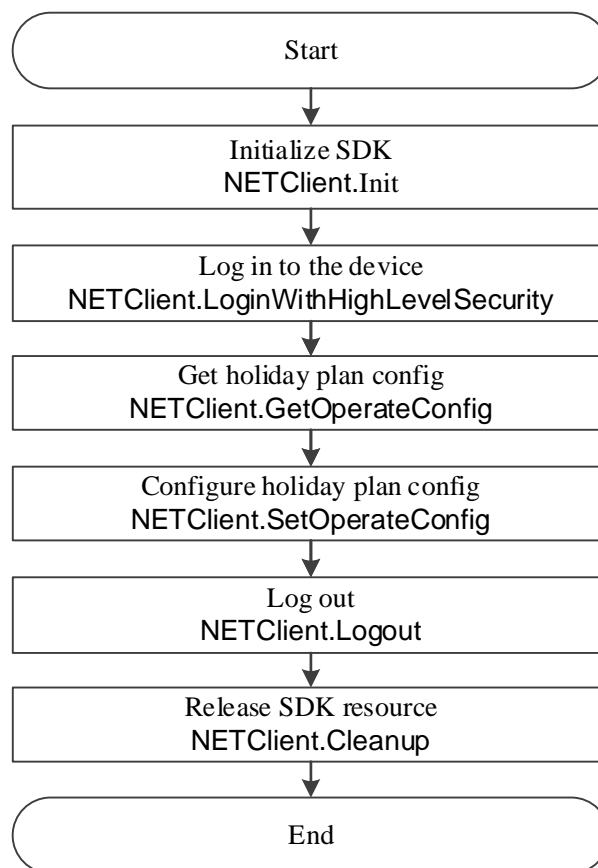 Start
Initialize SDK
NETClient.Init
Log in to the device
NETClient.LoginWithHighLevelSecurity
Get holiday plan config
NETClient.GetOperateConfig
Configure holiday plan config
NETClient.SetOperateConfig
Log out
NETClient.Logout
Release SDK resource
NETClient.Cleanup
End